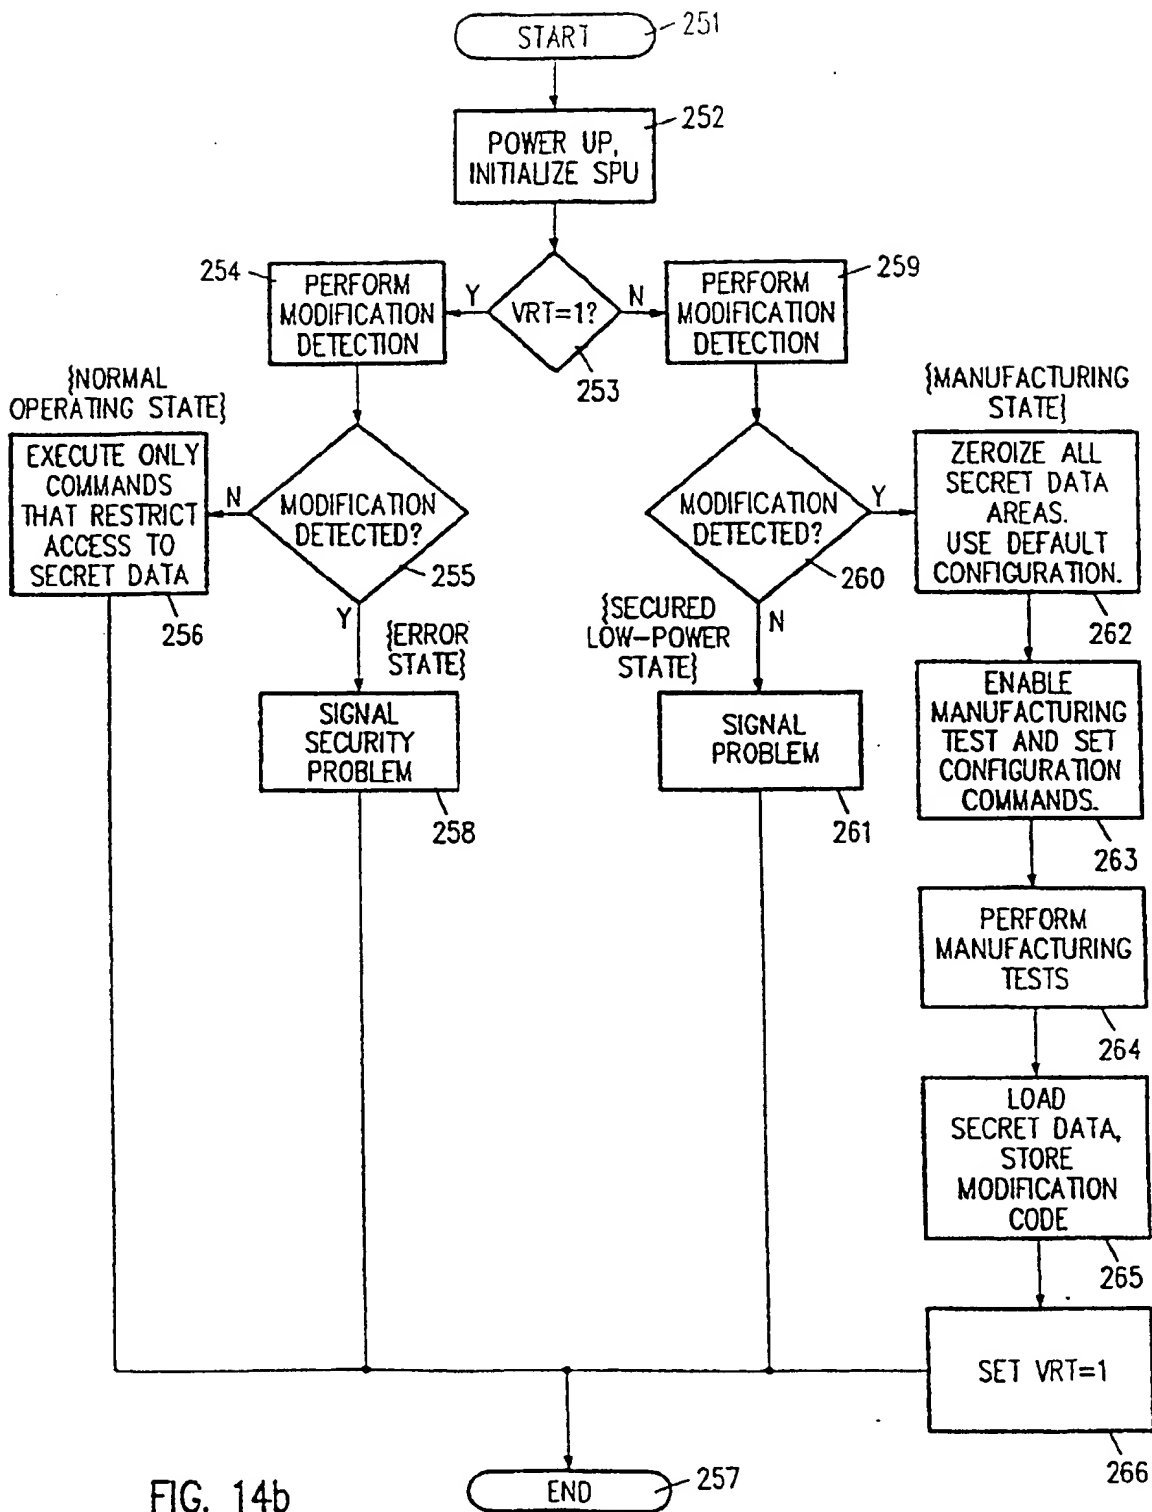 START
251
POWER UP,
INITIALIZE SPU
252
254
PERFORM
MODIFICATION
DETECTION
Y
VRT=1?
N
253
PERFORM
MODIFICATION
DETECTION
259
{NORMAL
OPERATING STATE}
EXECUTE ONLY
COMMANDS
THAT RESTRICT
ACCESS TO
SECRET DATA
256
N
MODIFICATION
DETECTED?
255
Y
{ERROR
STATE}
SIGNAL
SECURITY
PROBLEM
258
MODIFICATION
DETECTED?
260
Y
N
{SECURED
LOW-POWER
STATE}
SIGNAL
PROBLEM
261
{MANUFACTURING
STATE}
ZEROIZE ALL
SECRET DATA
AREAS.
USE DEFAULT
CONFIGURATION.
262
ENABLE
MANUFACTURING
TEST AND SET
CONFIGURATION
COMMANDS.
263
PERFORM
MANUFACTURING
TESTS
264
LOAD
SECRET DATA,
STORE
MODIFICATION
CODE
265
SET VRT=1
266
END
257
FIG. 14b